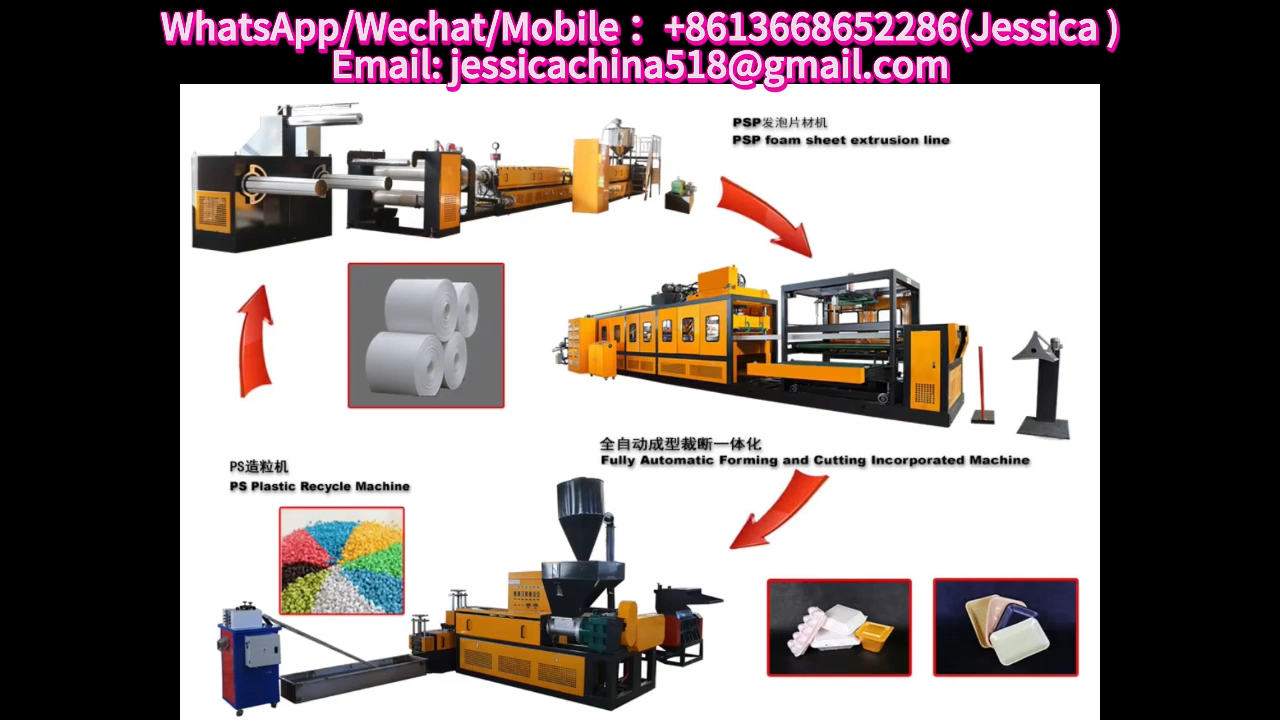 WhatsApp/Wechat/Mobile： +8613668652286(Jessica )
Email: jessicachina518@gmail.com
PSP发泡片材机
PSP foam sheet extrusion line
全自动成型裁断一体化
Fully Automatic Forming and Cutting Incorporated Machine
PS造粒机
PS Plastic Recycle Machine